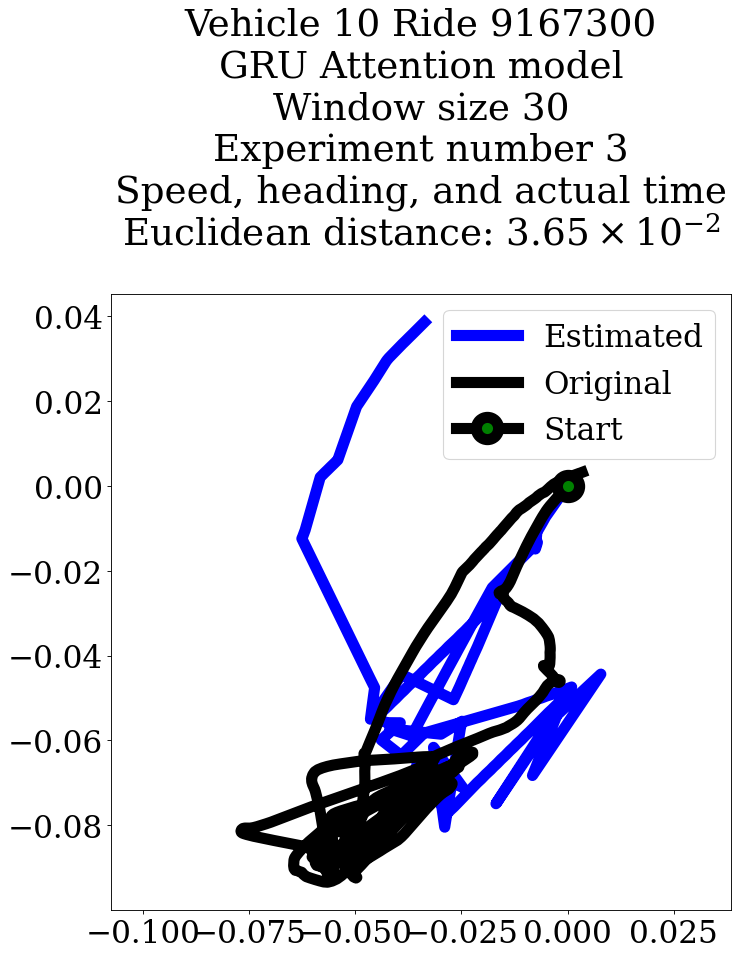 Vehicle 10 Ride 9167300
GRU Attention model
Window size 30
Experiment number 3
Speed, heading, and actual time
Euclidean distance: 3.65 × 10⁻²
Estimated
Original
Start
0.04
0.02
0.00
−0.02
−0.04
−0.06
−0.08
−0.100 −0.075 −0.050 −0.025 0.000 0.025